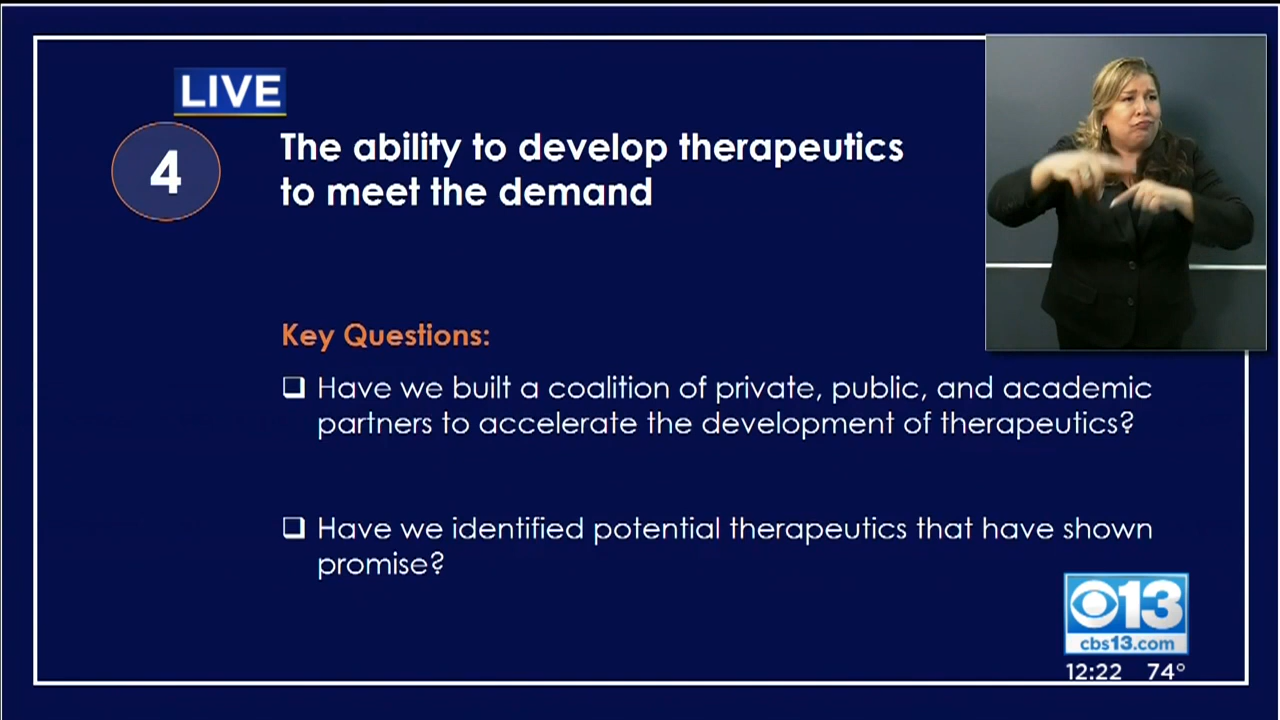 LIVE
4
The ability to develop therapeutics
to meet the demand
Key Questions:
Have we built a coalition of private, public, and academic
partners to accelerate the development of therapeutics?
Have we identified potential therapeutics that have shown
promise?
13
cbs13.com
12:22 74°